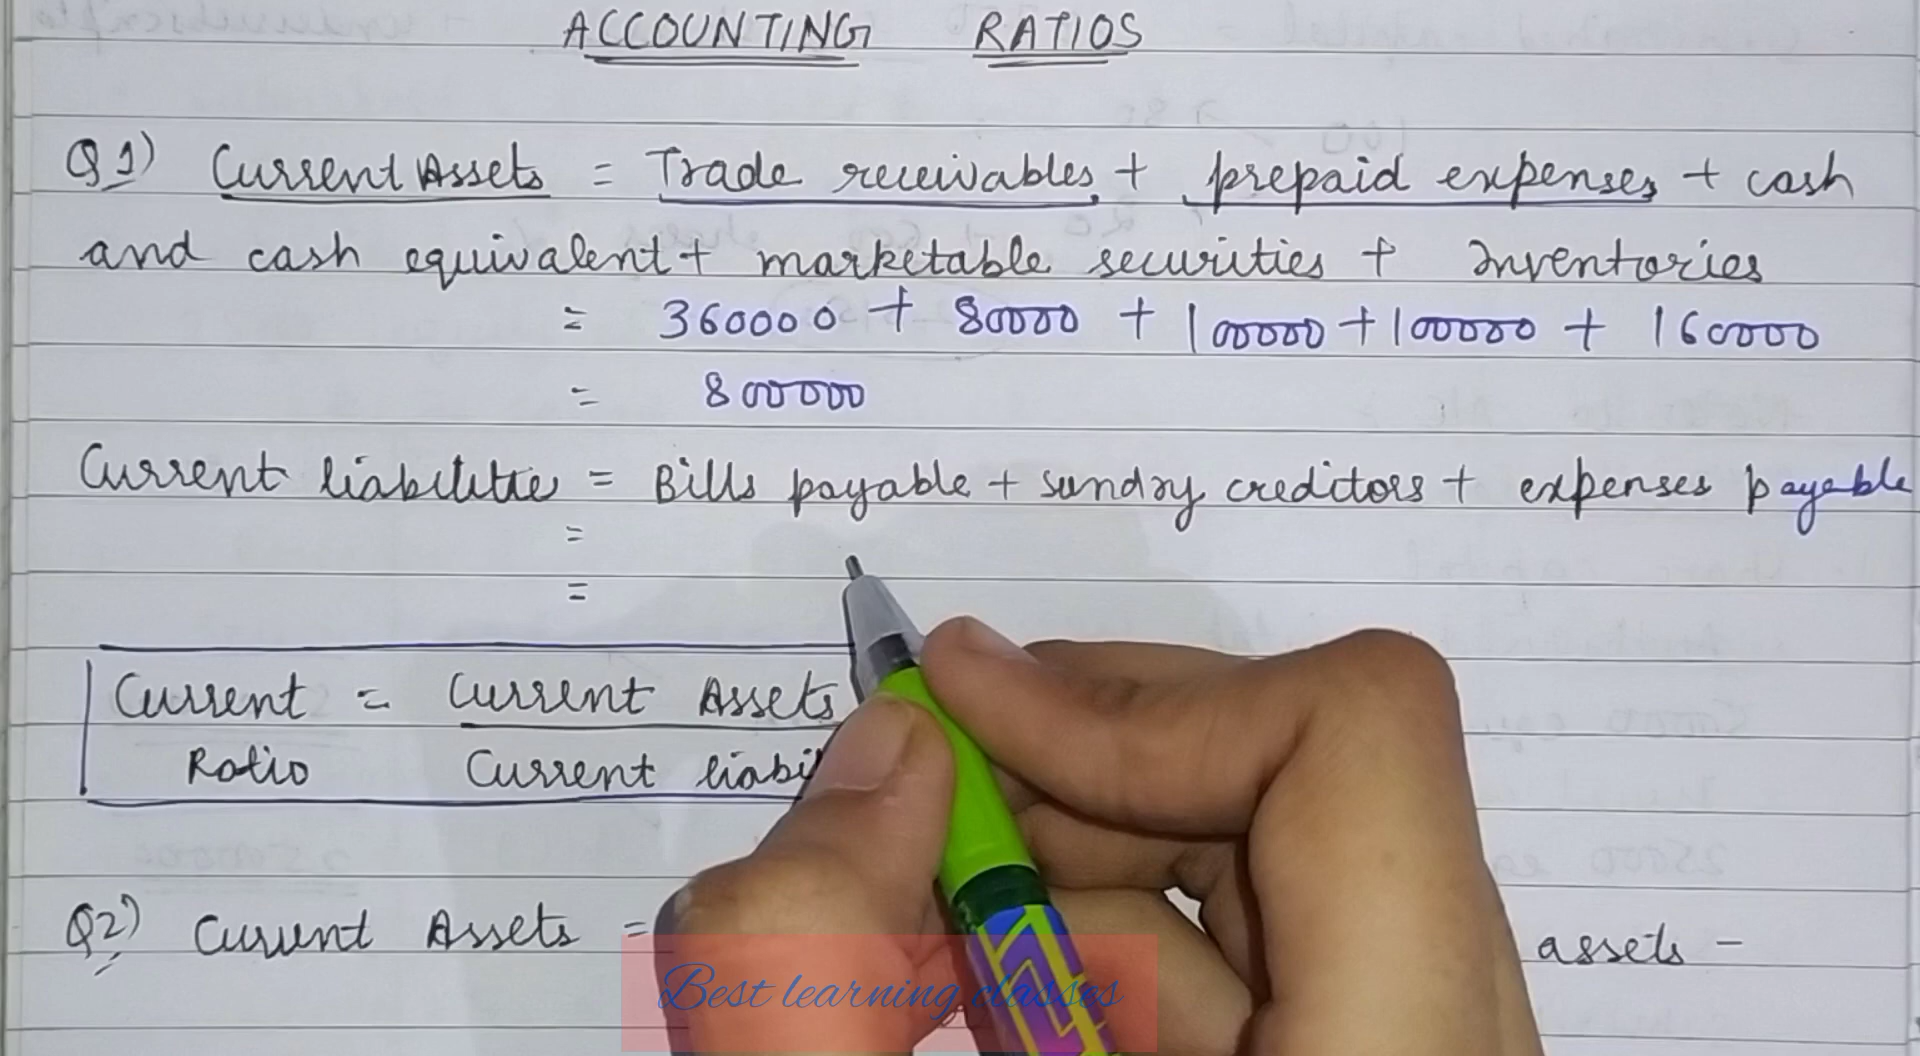 ACCOUNTING RATIOS
Q1) Current Assets = Trade receivables + prepaid expenses + cash
and cash equivalent + marketable securities + Inventories
= 360000 + 80000 + 100000 + 100000 + 160000
= 800000
Current liabilitie = Bills payable + sundry creditors + expenses payable
=
=
Current = Current Assets
Ratio Current liabil
Q2) Current Assets = assets -
Best learning classes